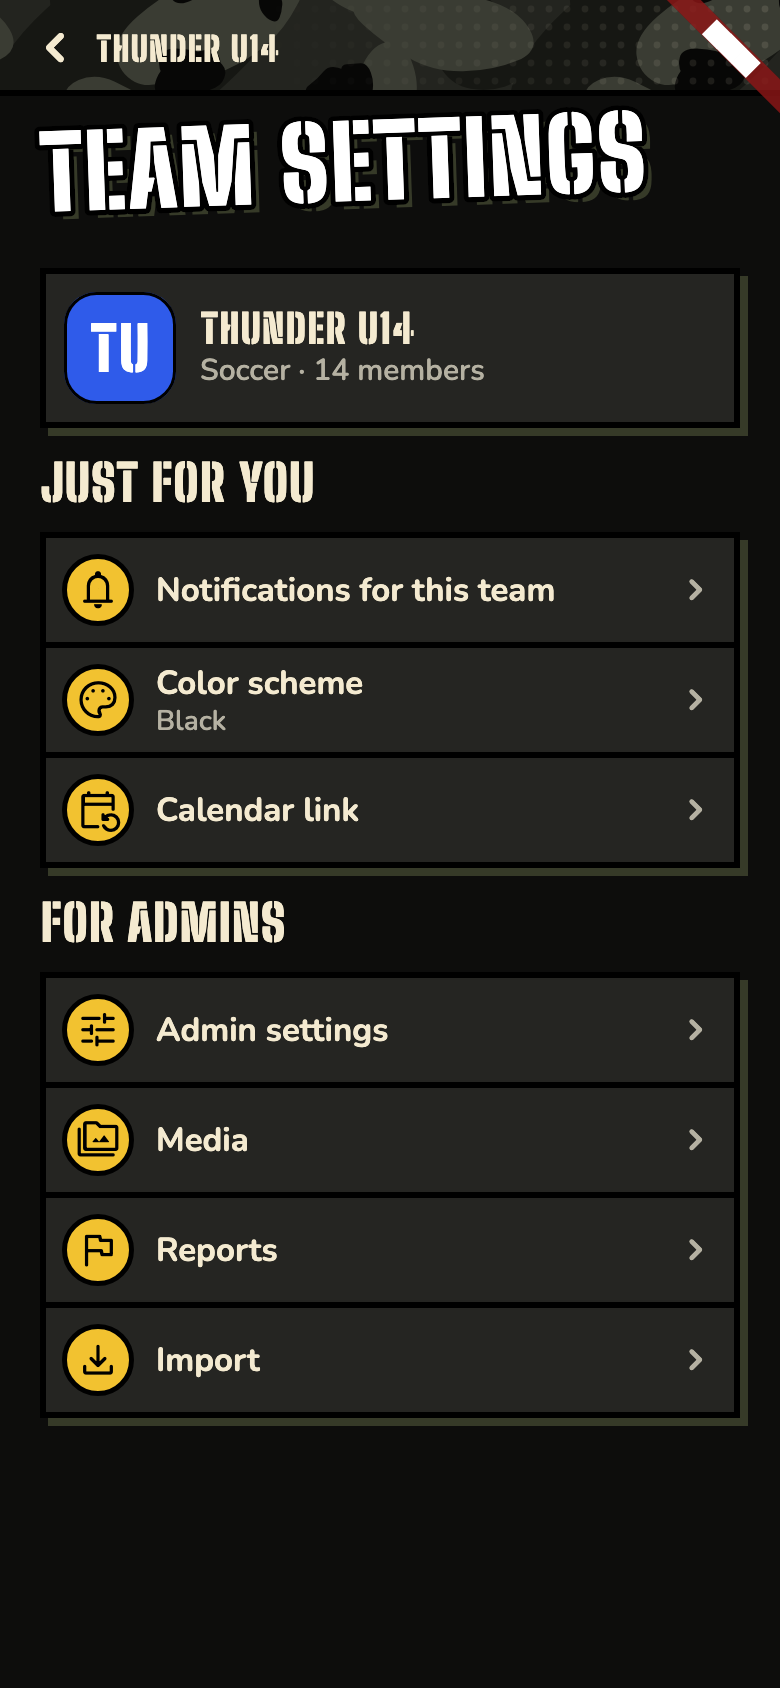 THUNDER U14
TEAM SETTINGS
TU
THUNDER U14
Soccer · 14 members
JUST FOR YOU
Notifications for this team
Color scheme
Black
Calendar link
FOR ADMINS
Admin settings
Media
Reports
Import